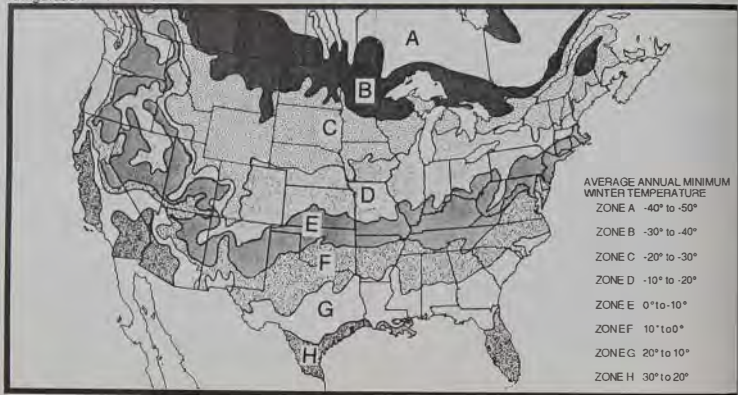 A
B
C
D
E
F
G
H
AVERAGE ANNUAL MINIMUM
WINTER TEMPERATURE
ZONE A -40° to -50°
ZONE B -30° to -40°
ZONE C -20° to -30°
ZONE D -10° to -20°
ZONE E 0° to -10°
ZONE F 10° to 0°
ZONE G 20° to 10°
ZONE H 30° to 20°